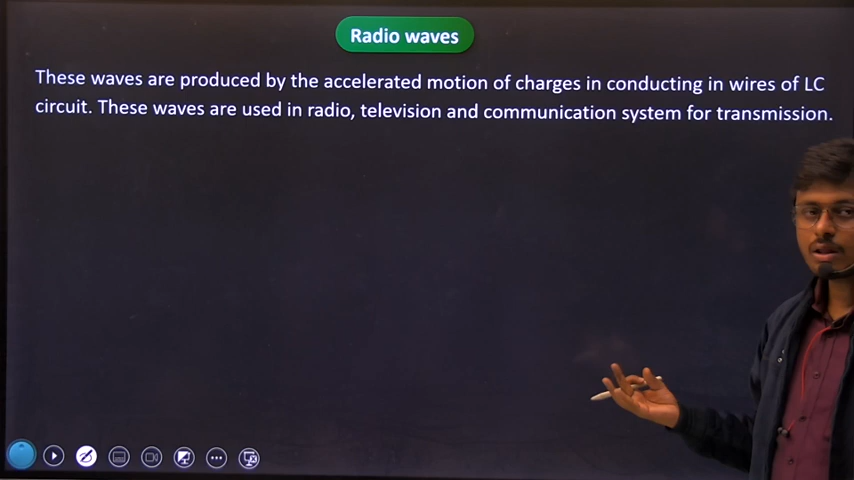 Radio waves
These waves are produced by the accelerated motion of charges in conducting in wires of LC
circuit. These waves are used in radio, television and communication system for transmission.